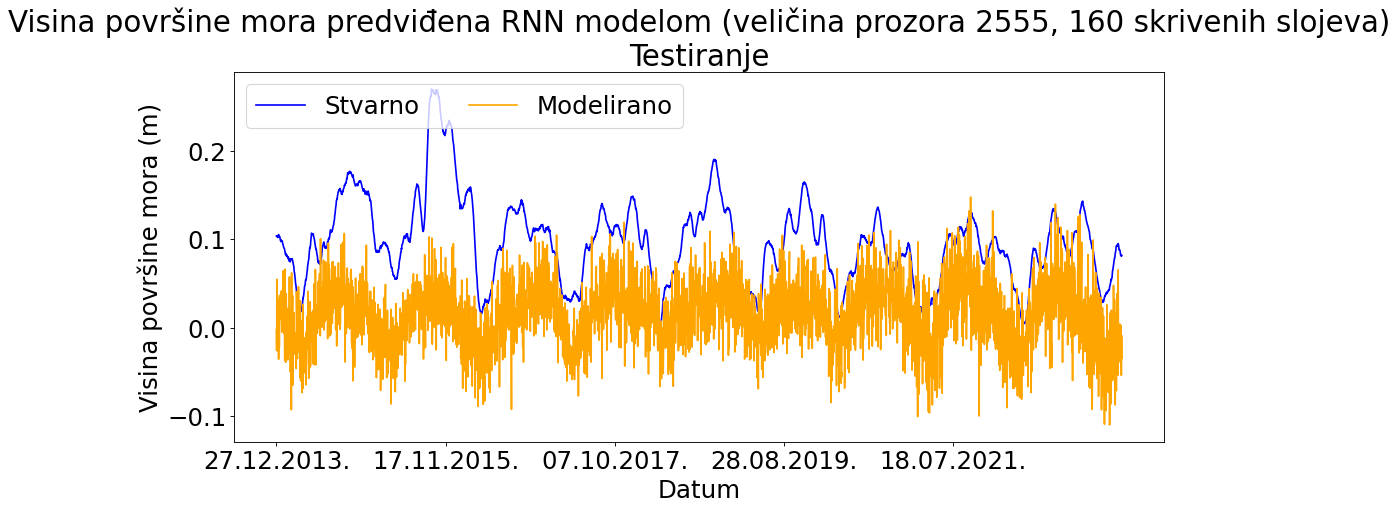 Visina površine mora predviđena RNN modelom (veličina prozora 2555, 160 skrivenih slojeva)
Testiranje
Stvarno Modelirano
Visina površine mora (m)
0.2
0.1
0.0
−0.1
27.12.2013. 17.11.2015. 07.10.2017. 28.08.2019. 18.07.2021.
Datum